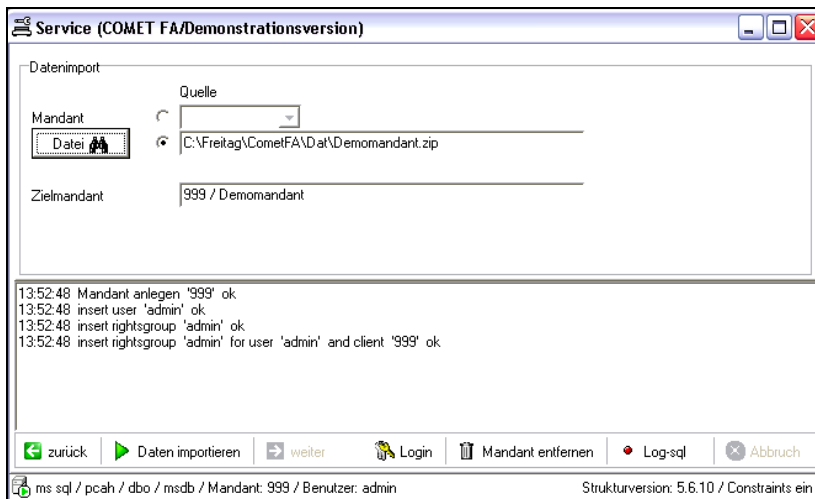 Service (COMET FA/Demonstrationsversion)
Datenimport
Quelle
Mandant
Datei
C:\Freitag\CometFA\Dat\Demomandant.zip
Zielmandant
999 / Demomandant
13:52:48 Mandant anlegen '999' ok
13:52:48 insert user 'admin' ok
13:52:48 insert rightsgroup 'admin' ok
13:52:48 insert rightsgroup 'admin' for user 'admin' and client '999' ok
zurück Daten importieren weiter Login Mandant entfernen Log-sql Abbruch
ms sql / pcah / dbo / msdb / Mandant: 999 / Benutzer: admin Strukturversion: 5.6.10 / Constraints ein